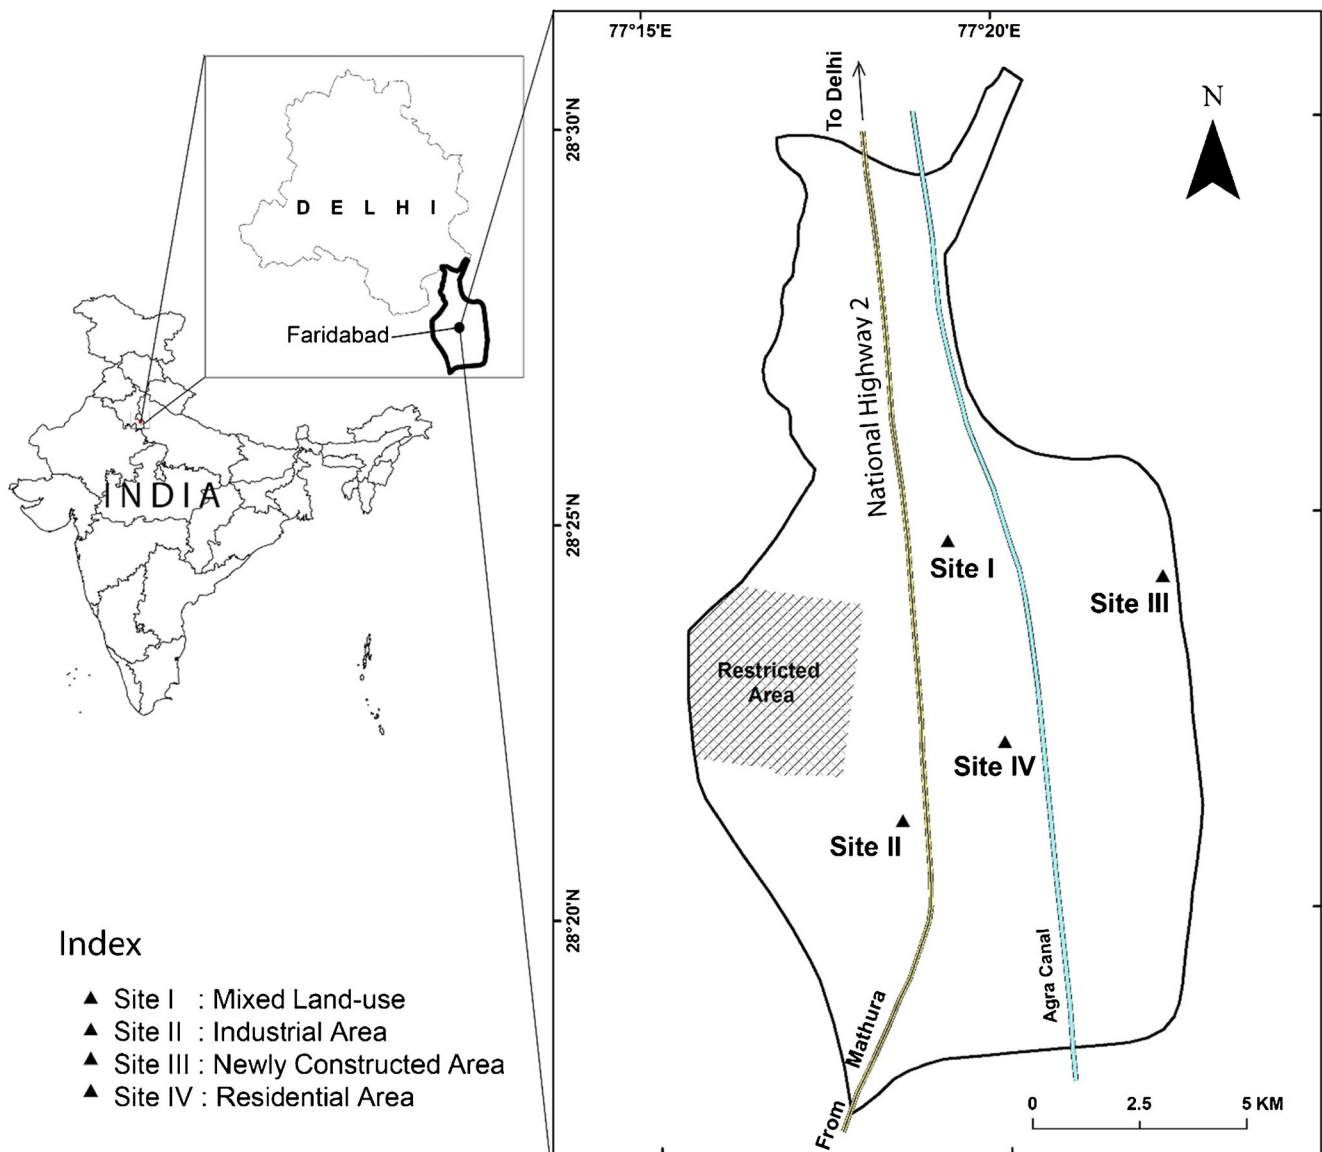 77°15'E
77°20'E
N
To Delhi
28°30'N
DELHI
Faridabad
National Highway 2
INDIA
28°25'N
Site I
Site III
Restricted
Area
Site IV
Site II
28°20'N
Index
Site I : Mixed Land-use
Site II : Industrial Area
Site III : Newly Constructed Area
Site IV : Residential Area
Agra Canal
From Mathura
0 2.5 5 KM